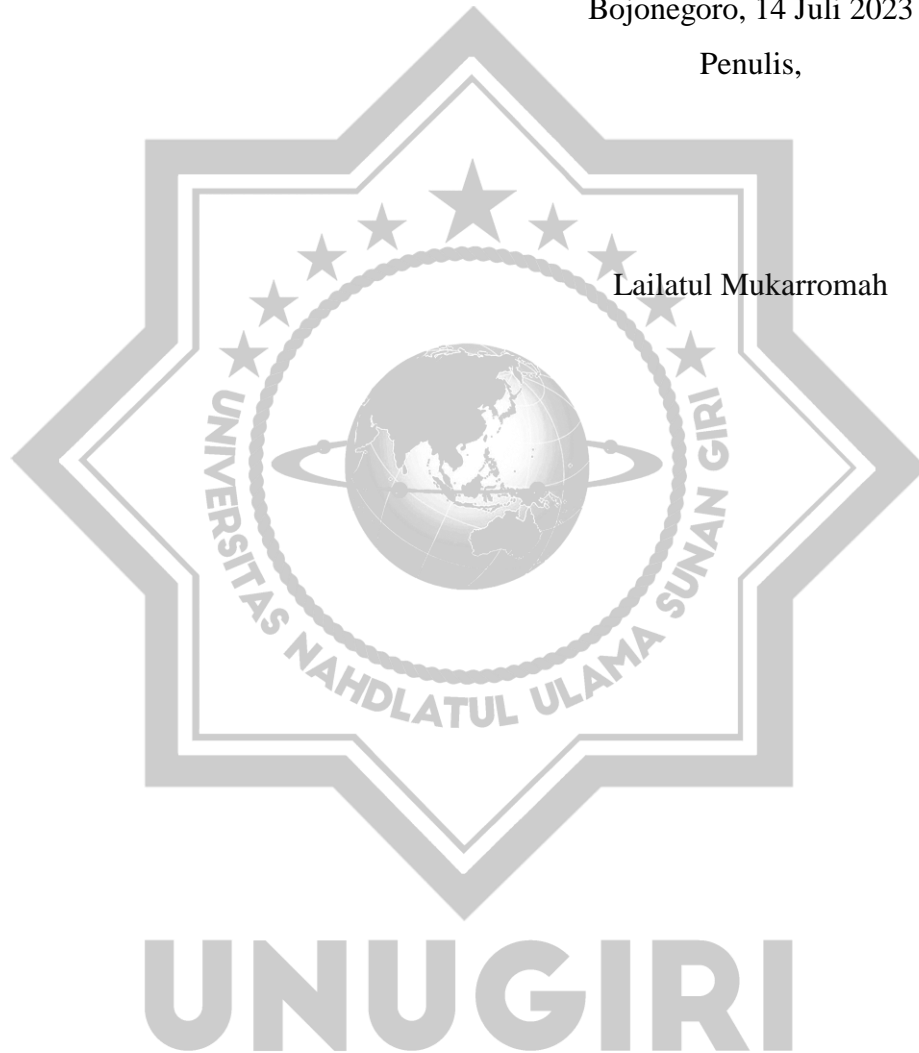 Bojonegoro, 14 Juli 2023
Penulis,
Lailatul Mukarromah
UNIVERSITAS NAHDLATUL ULAMA SUNAN GIRI
UNUGIRI